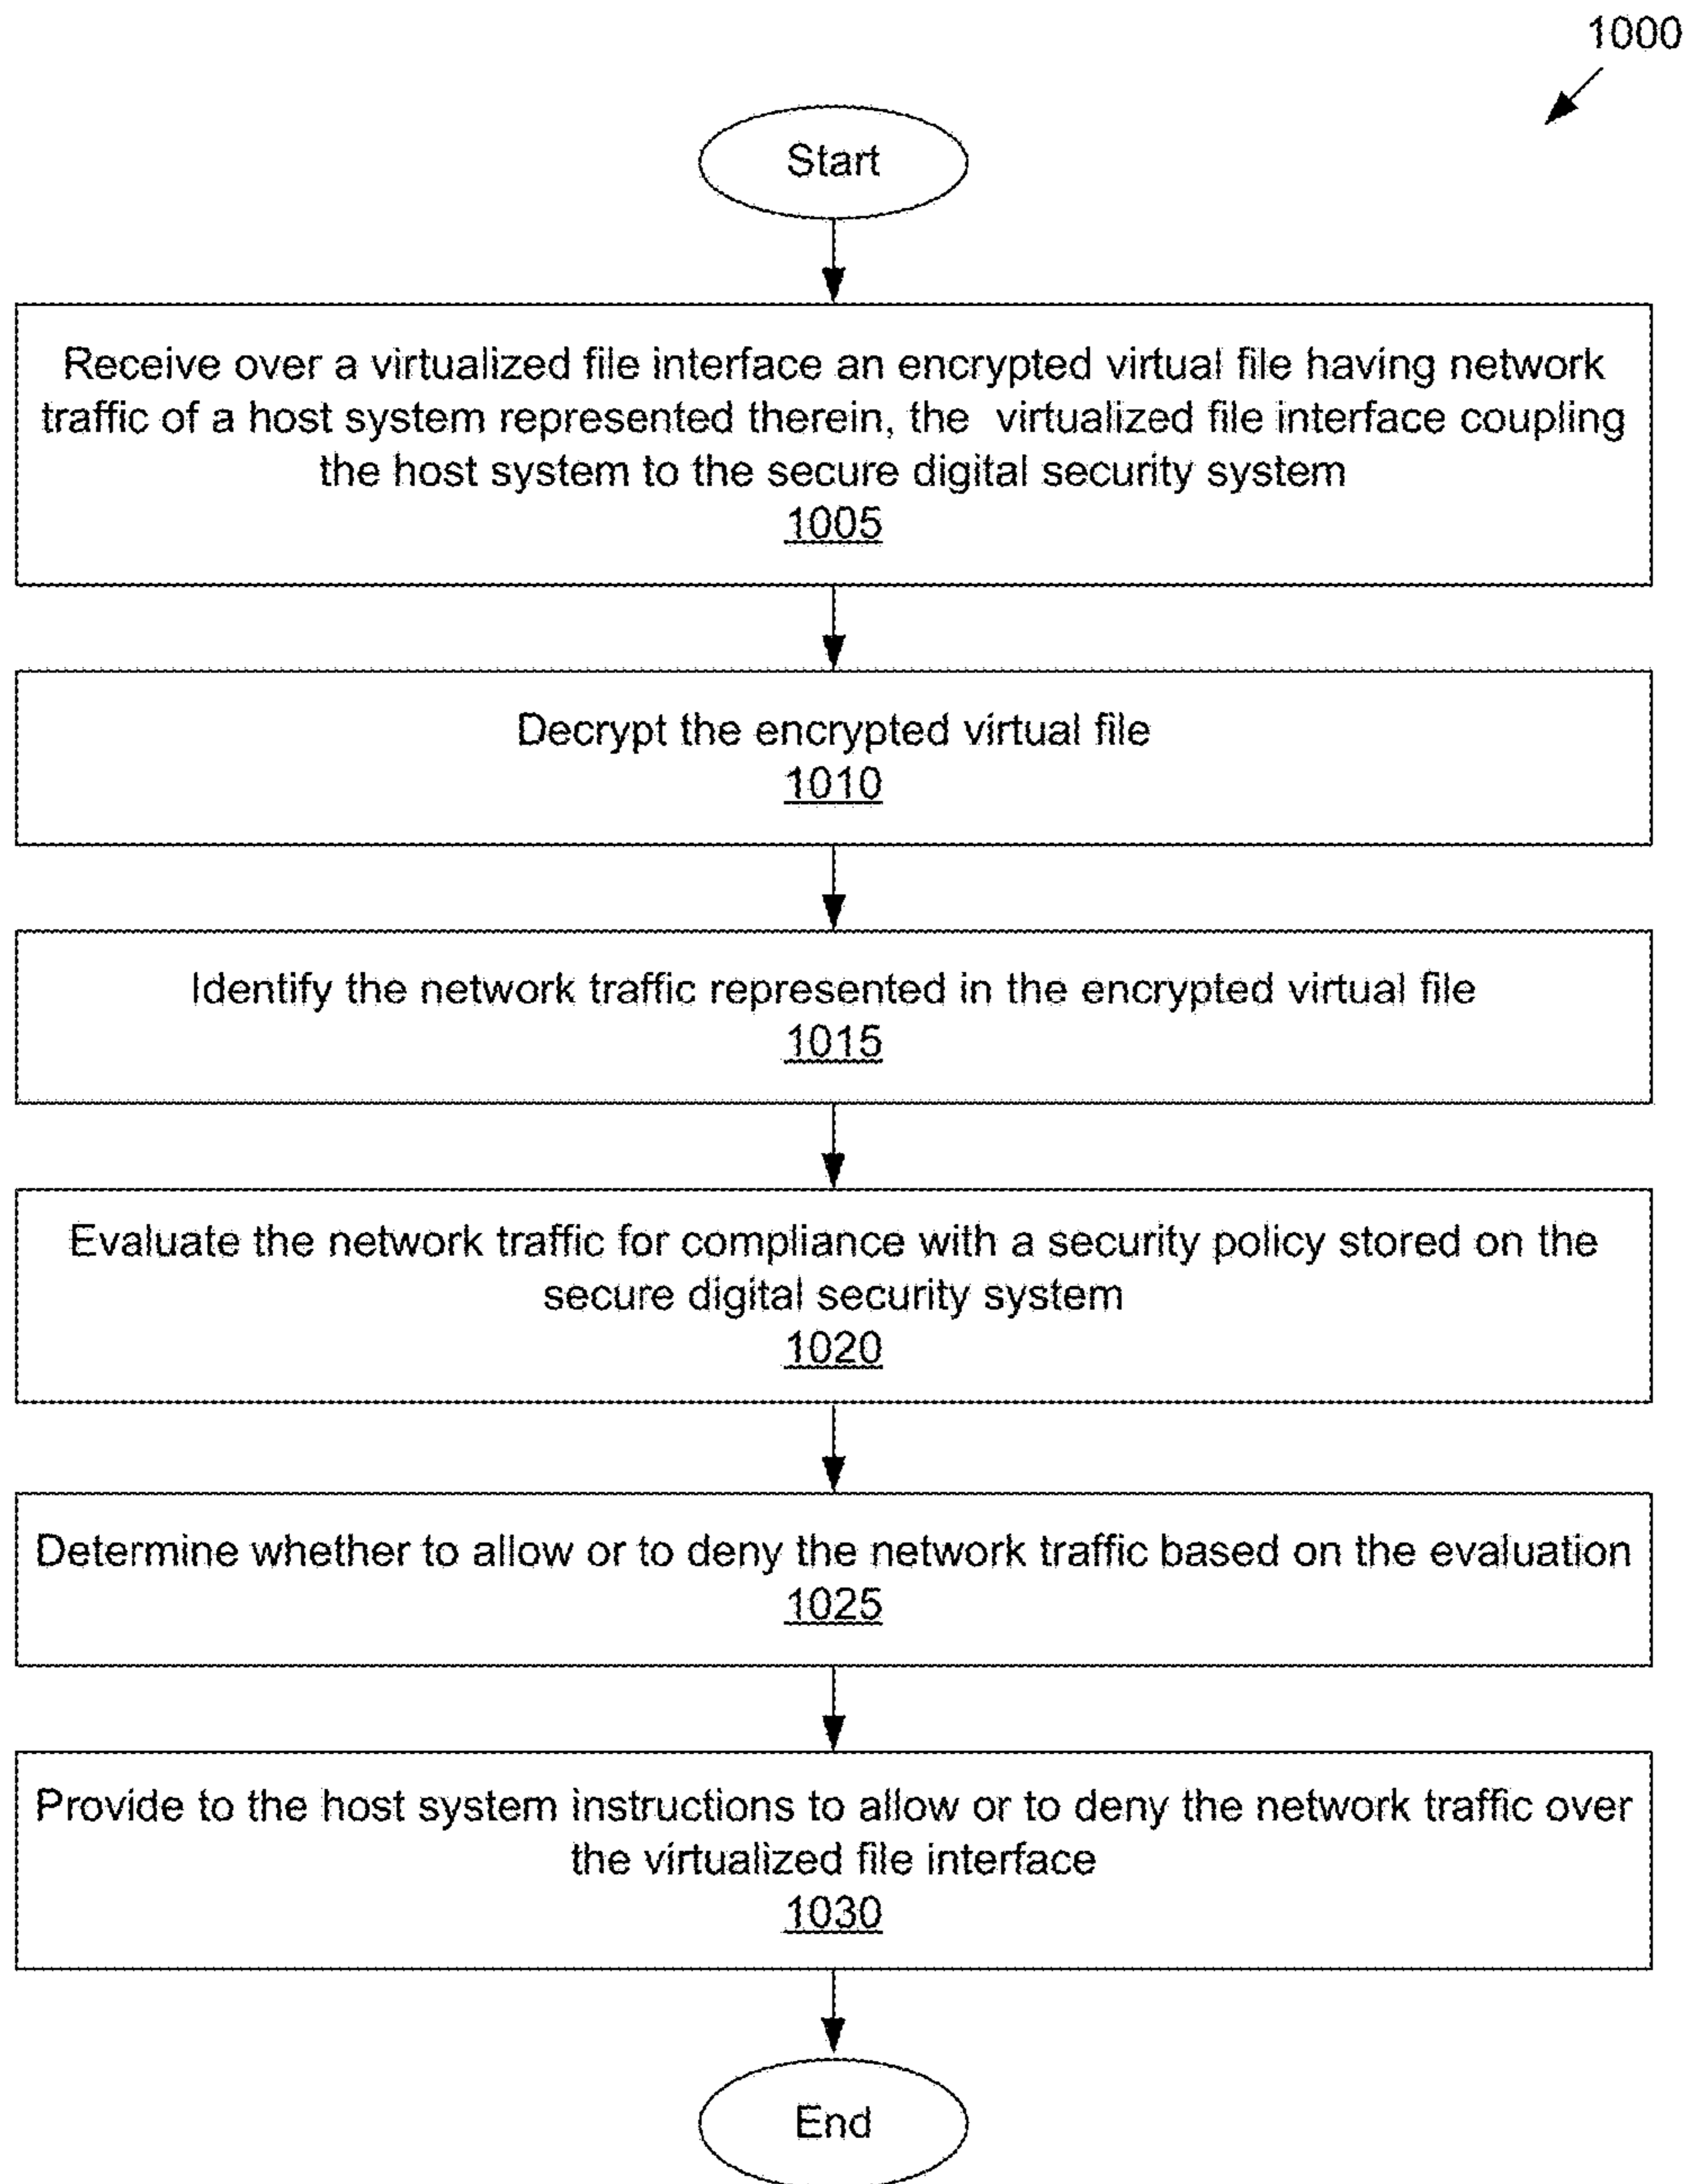 1000
Start
Receive over a virtualized file interface an encrypted virtual file having network
traffic of a host system represented therein, the virtualized file interface coupling
the host system to the secure digital security system
1005
Decrypt the encrypted virtual file
1010
Identify the network traffic represented in the encrypted virtual file
1015
Evaluate the network traffic for compliance with a security policy stored on the
secure digital security system
1020
Determine whether to allow or to deny the network traffic based on the evaluation
1025
Provide to the host system instructions to allow or to deny the network traffic over
the virtualized file interface
1030
End